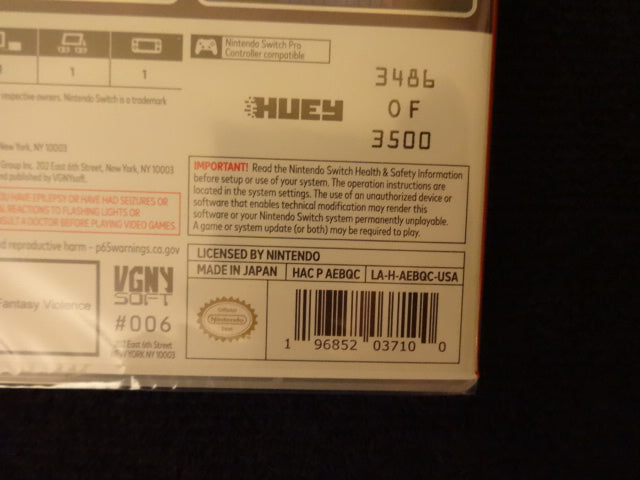 1 1
Nintendo Switch Pro
Controller compatible
respective owners. Nintendo Switch is a trademark
HUEY
3486
OF
3500
New York, NY 10003
Group Inc. 202 East 6th Street, New York, NY 10003
and published by VGNYsoft.
YOU HAVE EPILEPSY OR HAVE HAD SEIZURES OR
REACTIONS TO FLASHING LIGHTS OR
A DOCTOR BEFORE PLAYING VIDEO GAMES.
reproductive harm - p65warnings.ca.gov
IMPORTANT! Read the Nintendo Switch Health & Safety Information
before setup or use of your system. The operation instructions are
located in the system settings. The use of an unauthorized device or
software that enables technical modification may render this
software or your Nintendo Switch system permanently unplayable.
A game or system update (or both) may be required to play.
Fantasy Violence
VGNY
SOFT
#006
East 6th Street
NEW YORK NY 10003
LICENSED BY NINTENDO
MADE IN JAPAN HAC P AEBQC LA-H-AEBQC-USA
Official
Nintendo
Seal
1 96852 03710 0